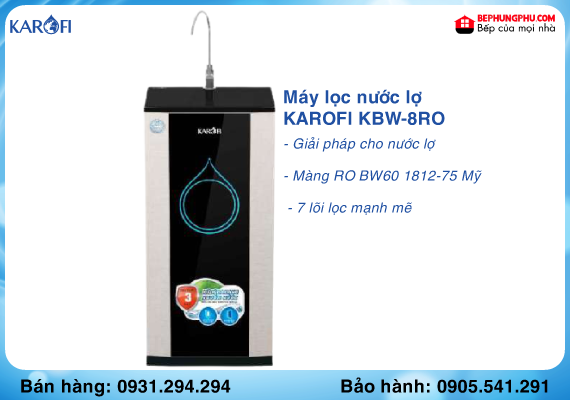 KAROFI
BEPHUNGPHU.COM
Bếp của mọi nhà
KAROFI
Máy lọc nước lợ
KAROFI KBW-8RO
- Giải pháp cho nước lợ
- Màng RO BW60 1812-75 Mỹ
- 7 lõi lọc mạnh mẽ
3
Bán hàng: 0931.294.294
Bảo hành: 0905.541.291